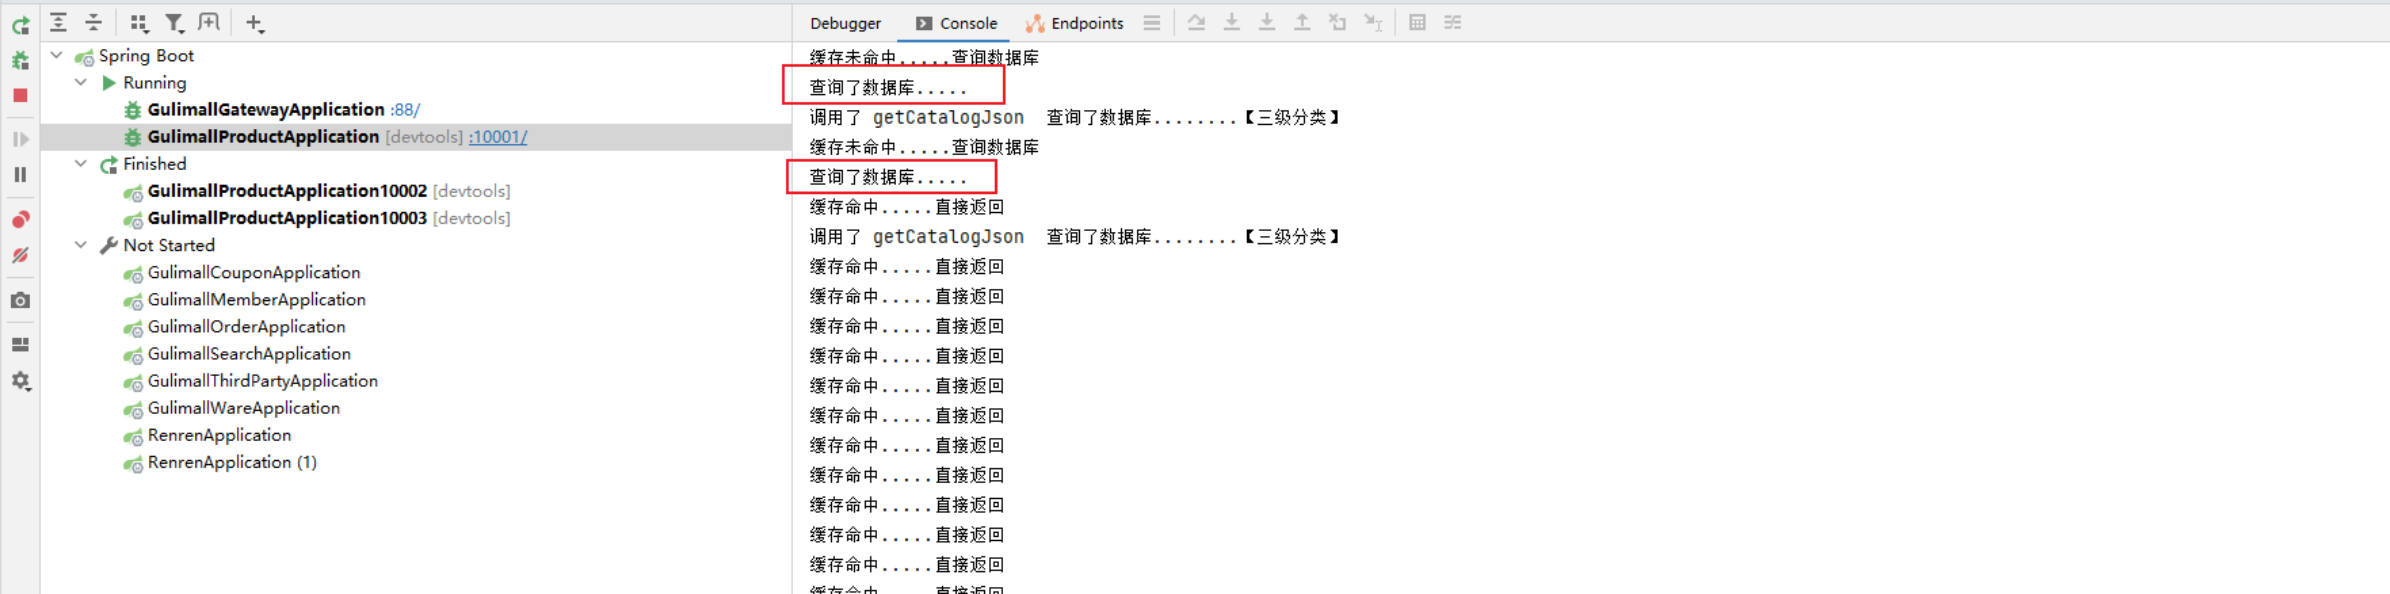 Spring Boot
Running
GulimallGatewayApplication :88/
GulimallProductApplication [devtools] :10001/
Finished
GulimallProductApplication10002 [devtools]
GulimallProductApplication10003 [devtools]
Not Started
GulimallCouponApplication
GulimallMemberApplication
GulimallOrderApplication
GulimallSearchApplication
GulimallThirdPartyApplication
GulimallWareApplication
RenrenApplication
RenrenApplication (1)
Debugger Console Endpoints
缓存未命中.....查询数据库
查询了数据库.....
调用了 getCatalogJson 查询了数据库........【三级分类】
缓存未命中.....查询数据库
查询了数据库.....
缓存命中.....直接返回
调用了 getCatalogJson 查询了数据库........【三级分类】
缓存命中.....直接返回
缓存命中.....直接返回
缓存命中.....直接返回
缓存命中.....直接返回
缓存命中.....直接返回
缓存命中.....直接返回
缓存命中.....直接返回
缓存命中.....直接返回
缓存命中.....直接返回
缓存命中.....直接返回
缓存命中.....直接返回
缓存命中.....直接返回